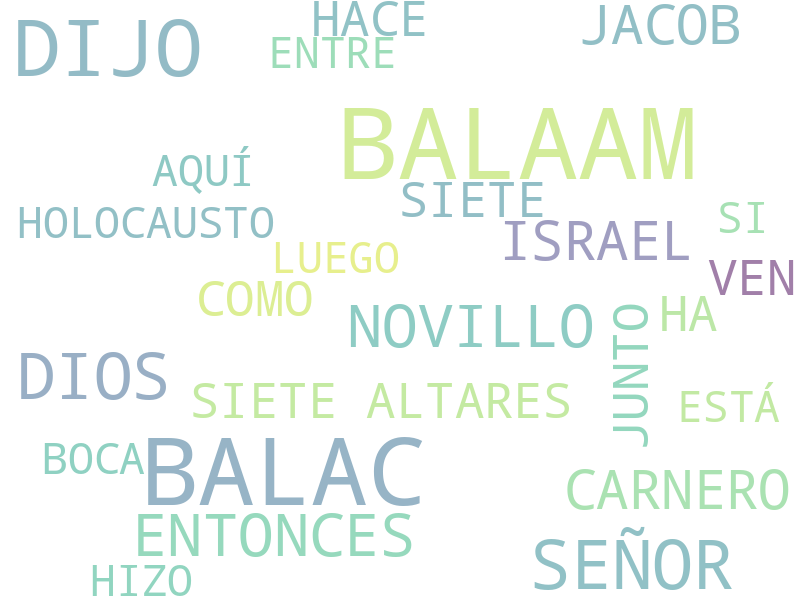 HACE
JACOB
DIJO
ENTRE
BALAAM
AQUÍ
SIETE
HOLOCAUSTO
SI
ISRAEL
LUEGO
VEN
COMO
HA
NOVILLO
JUNTO
DIOS
SIETE ALTARES
ESTÁ
BOCA
BALAC
CARNERO
ENTONCES
SEÑOR
HIZO